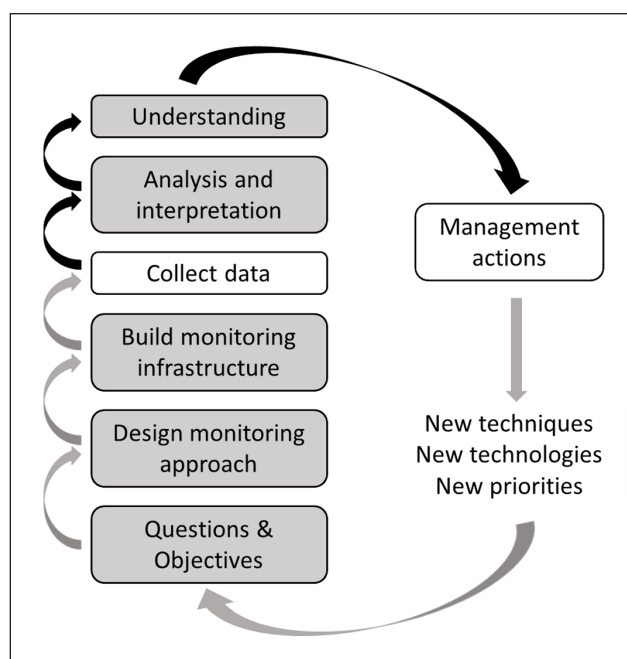 Understanding
Analysis and
interpretation
Collect data
Build monitoring
infrastructure
Design monitoring
approach
Questions &
Objectives
Management
actions
New techniques
New technologies
New priorities